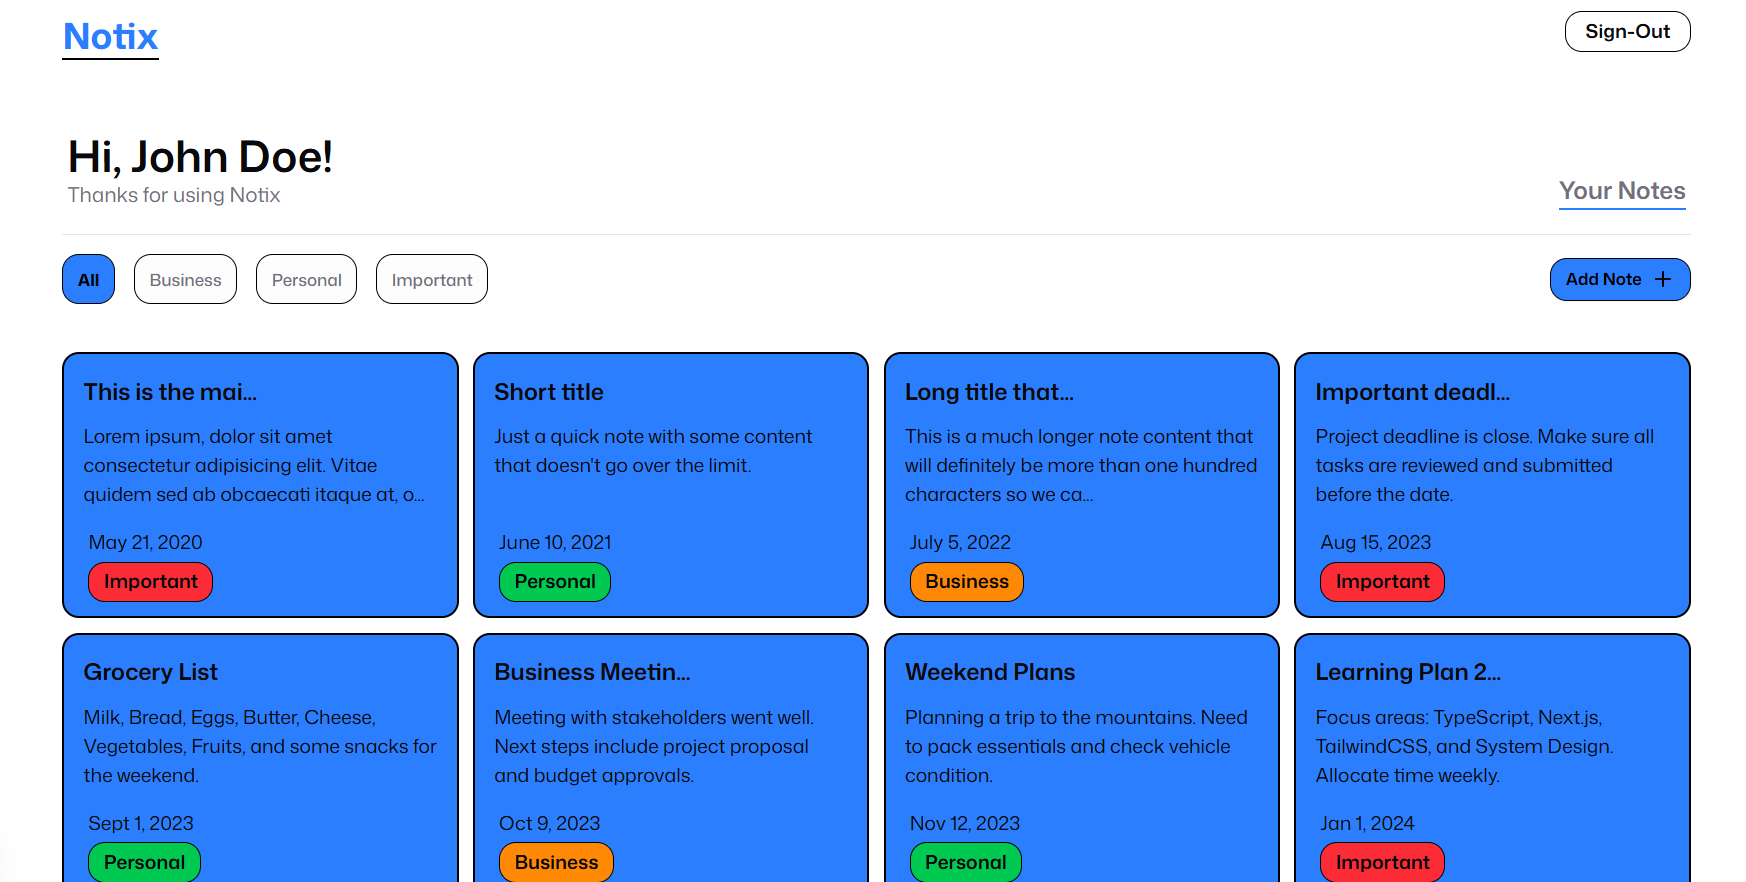 Notix
Sign-Out
Hi, John Doe!
Thanks for using Notix
Your Notes
All
Business
Personal
Important
Add Note +
This is the mai...
Lorem ipsum, dolor sit amet
consectetur adipisicing elit. Vitae
quidem sed ab obcaecati itaque at, o...
May 21, 2020
Important
Short title
Just a quick note with some content
that doesn't go over the limit.
June 10, 2021
Personal
Long title that...
This is a much longer note content that
will definitely be more than one hundred
characters so we ca...
July 5, 2022
Business
Important deadl...
Project deadline is close. Make sure all
tasks are reviewed and submitted
before the date.
Aug 15, 2023
Important
Grocery List
Milk, Bread, Eggs, Butter, Cheese,
Vegetables, Fruits, and some snacks for
the weekend.
Sept 1, 2023
Personal
Business Meetin...
Meeting with stakeholders went well.
Next steps include project proposal
and budget approvals.
Oct 9, 2023
Business
Weekend Plans
Planning a trip to the mountains. Need
to pack essentials and check vehicle
condition.
Nov 12, 2023
Personal
Learning Plan 2...
Focus areas: TypeScript, Next.js,
TailwindCSS, and System Design.
Allocate time weekly.
Jan 1, 2024
Important